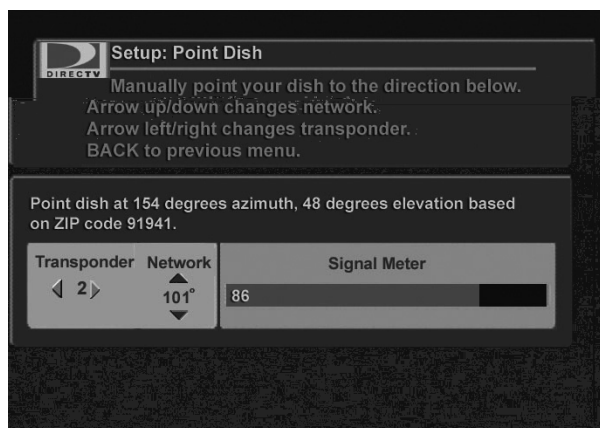 Setup: Point Dish
DIRECTV
Manually point your dish to the direction below.
Arrow up/down changes network.
Arrow left/right changes transponder.
BACK to previous menu.
Point dish at 154 degrees azimuth, 48 degrees elevation based
on ZIP code 91941.
Transponder Network Signal Meter
2 101° 86